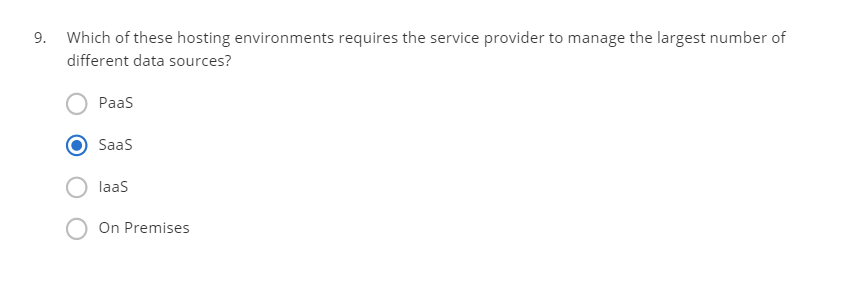 9. Which of these hosting environments requires the service provider to manage the largest number of
different data sources?
PaaS
SaaS
IaaS
On Premises